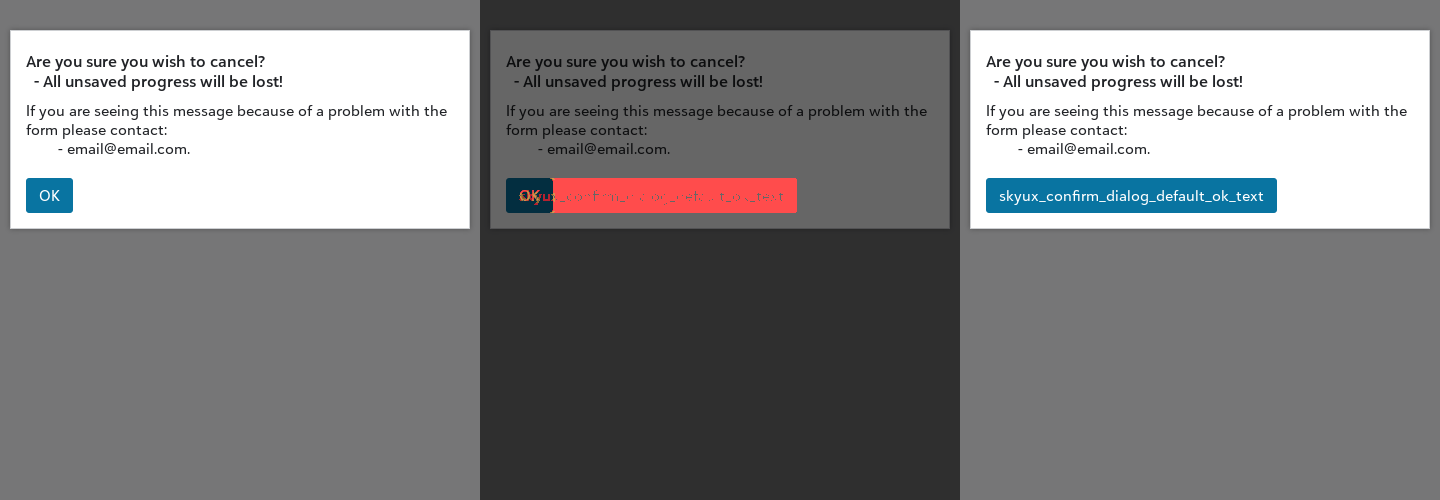 Are you sure you wish to cancel?
- All unsaved progress will be lost!
If you are seeing this message because of a problem with the
form please contact:
- email@email.com.
OK
Are you sure you wish to cancel?
- All unsaved progress will be lost!
If you are seeing this message because of a problem with the
form please contact:
- email@email.com.
skyux_confirm_dialog_default_ok_text
Are you sure you wish to cancel?
- All unsaved progress will be lost!
If you are seeing this message because of a problem with the
form please contact:
- email@email.com.
skyux_confirm_dialog_default_ok_text